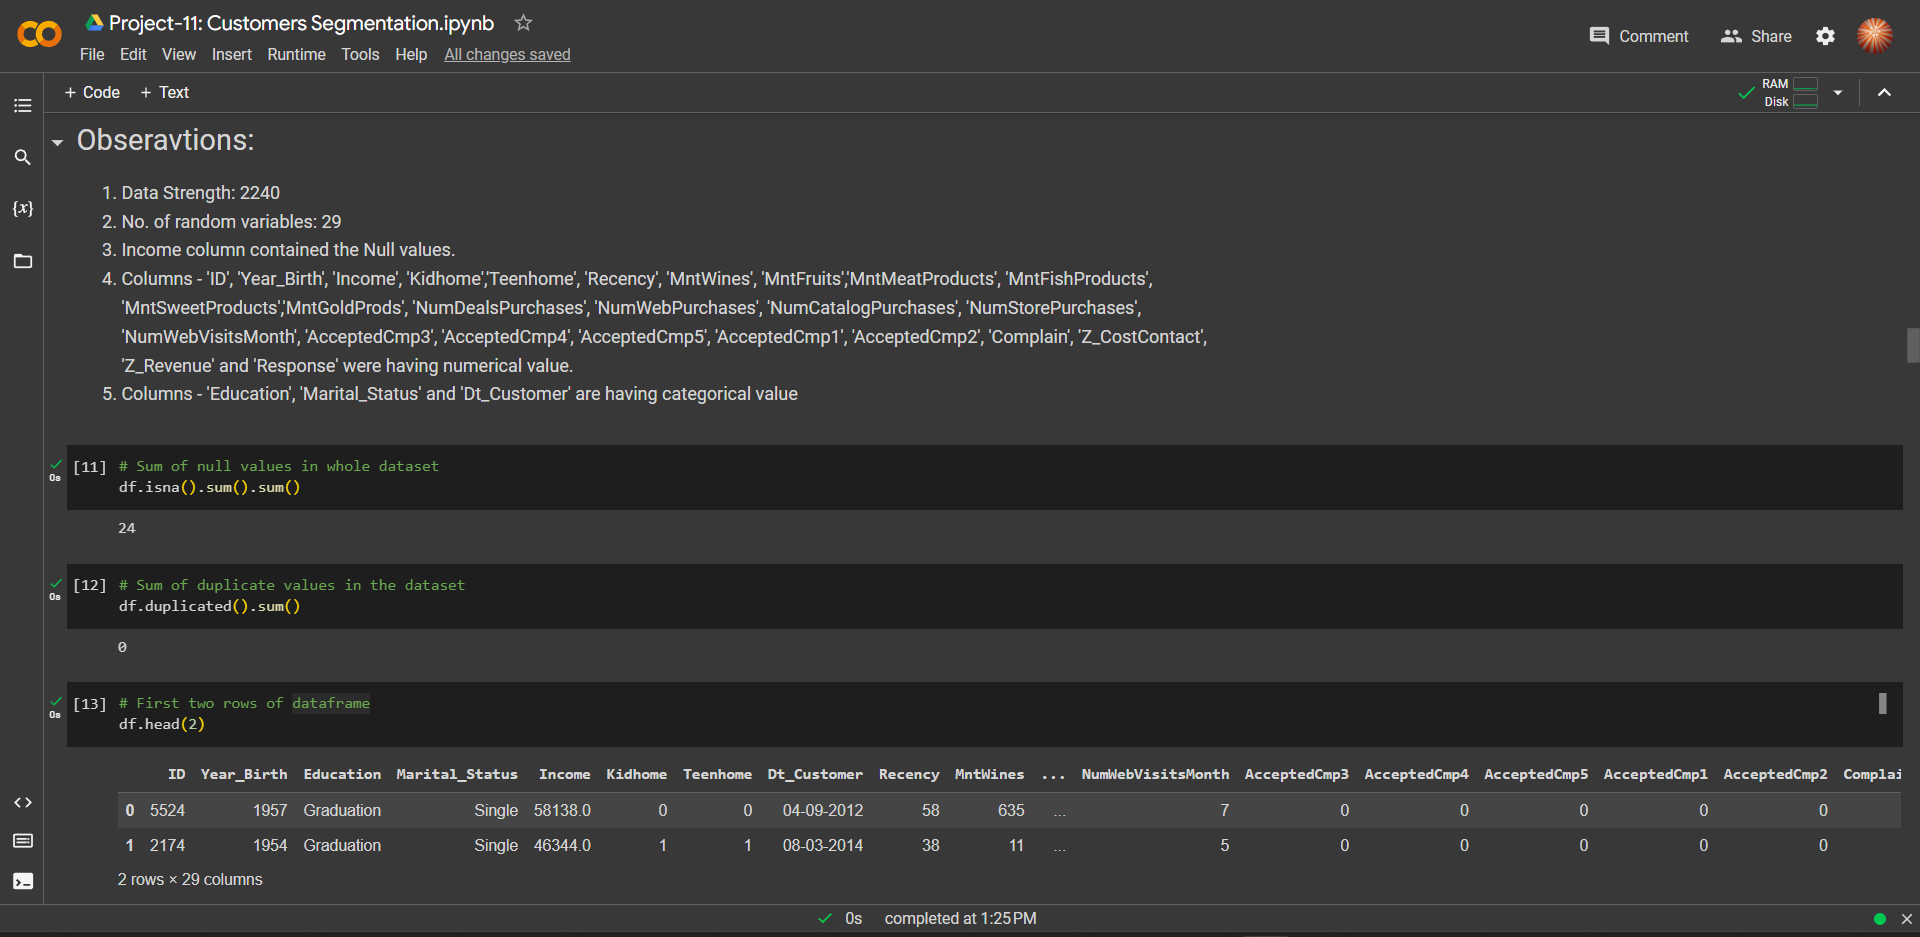 Project-11: Customers Segmentation.ipynb
File Edit View Insert Runtime Tools Help All changes saved
Comment Share
+ Code + Text
RAM
Disk
Obseravtions:
1. Data Strength: 2240
2. No. of random variables: 29
3. Income column contained the Null values.
4. Columns - 'ID', 'Year_Birth', 'Income', 'Kidhome','Teenhome', 'Recency', 'MntWines', 'MntFruits','MntMeatProducts', 'MntFishProducts',
'MntSweetProducts','MntGoldProds', 'NumDealsPurchases', 'NumWebPurchases', 'NumCatalogPurchases', 'NumStorePurchases',
'NumWebVisitsMonth', 'AcceptedCmp3', 'AcceptedCmp4', 'AcceptedCmp5', 'AcceptedCmp1', 'AcceptedCmp2', 'Complain', 'Z_CostContact',
'Z_Revenue' and 'Response' were having numerical value.
5. Columns - 'Education', 'Marital_Status' and 'Dt_Customer' are having categorical value
0s
[11] # Sum of null values in whole dataset
df.isna().sum().sum()
24
0s
[12] # Sum of duplicate values in the dataset
df.duplicated().sum()
0
0s
[13] # First two rows of dataframe
df.head(2)
ID Year_Birth Education Marital_Status Income Kidhome Teenhome Dt_Customer Recency MntWines ... NumWebVisitsMonth AcceptedCmp3 AcceptedCmp4 AcceptedCmp5 AcceptedCmp1 AcceptedCmp2 Complai
0 5524 1957 Graduation Single 58138.0 0 0 04-09-2012 58 635 ... 7 0 0 0 0 0
1 2174 1954 Graduation Single 46344.0 1 1 08-03-2014 38 11 ... 5 0 0 0 0 0
2 rows × 29 columns
0s completed at 1:25 PM